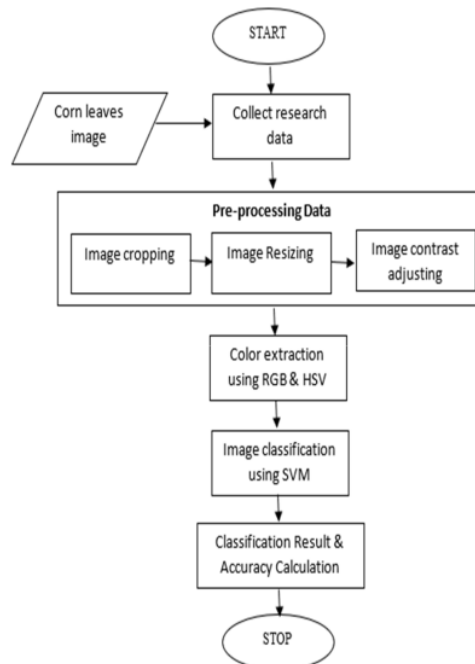 START
Corn leaves
image
Collect research
data
Pre-processing Data
Image cropping
Image Resizing
Image contrast
adjusting
Color extraction
using RGB & HSV
Image classification
using SVM
Classification Result &
Accuracy Calculation
STOP